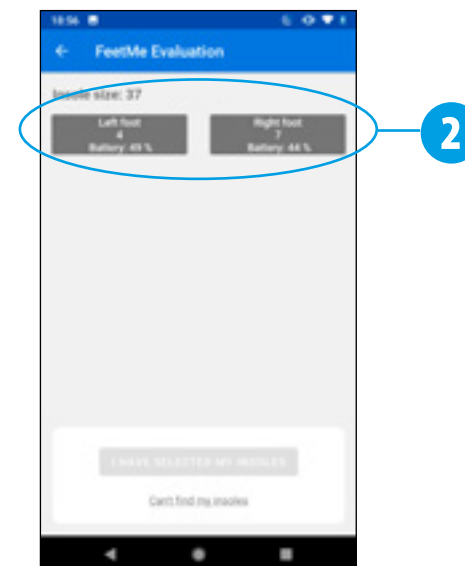 18:56
FeetMe Evaluation
Insole size: 37
Left foot
4
Battery: 49 %
Right foot
7
Battery: 44 %
2
I HAVE SELECTED MY INSOLES
Can't find my insoles